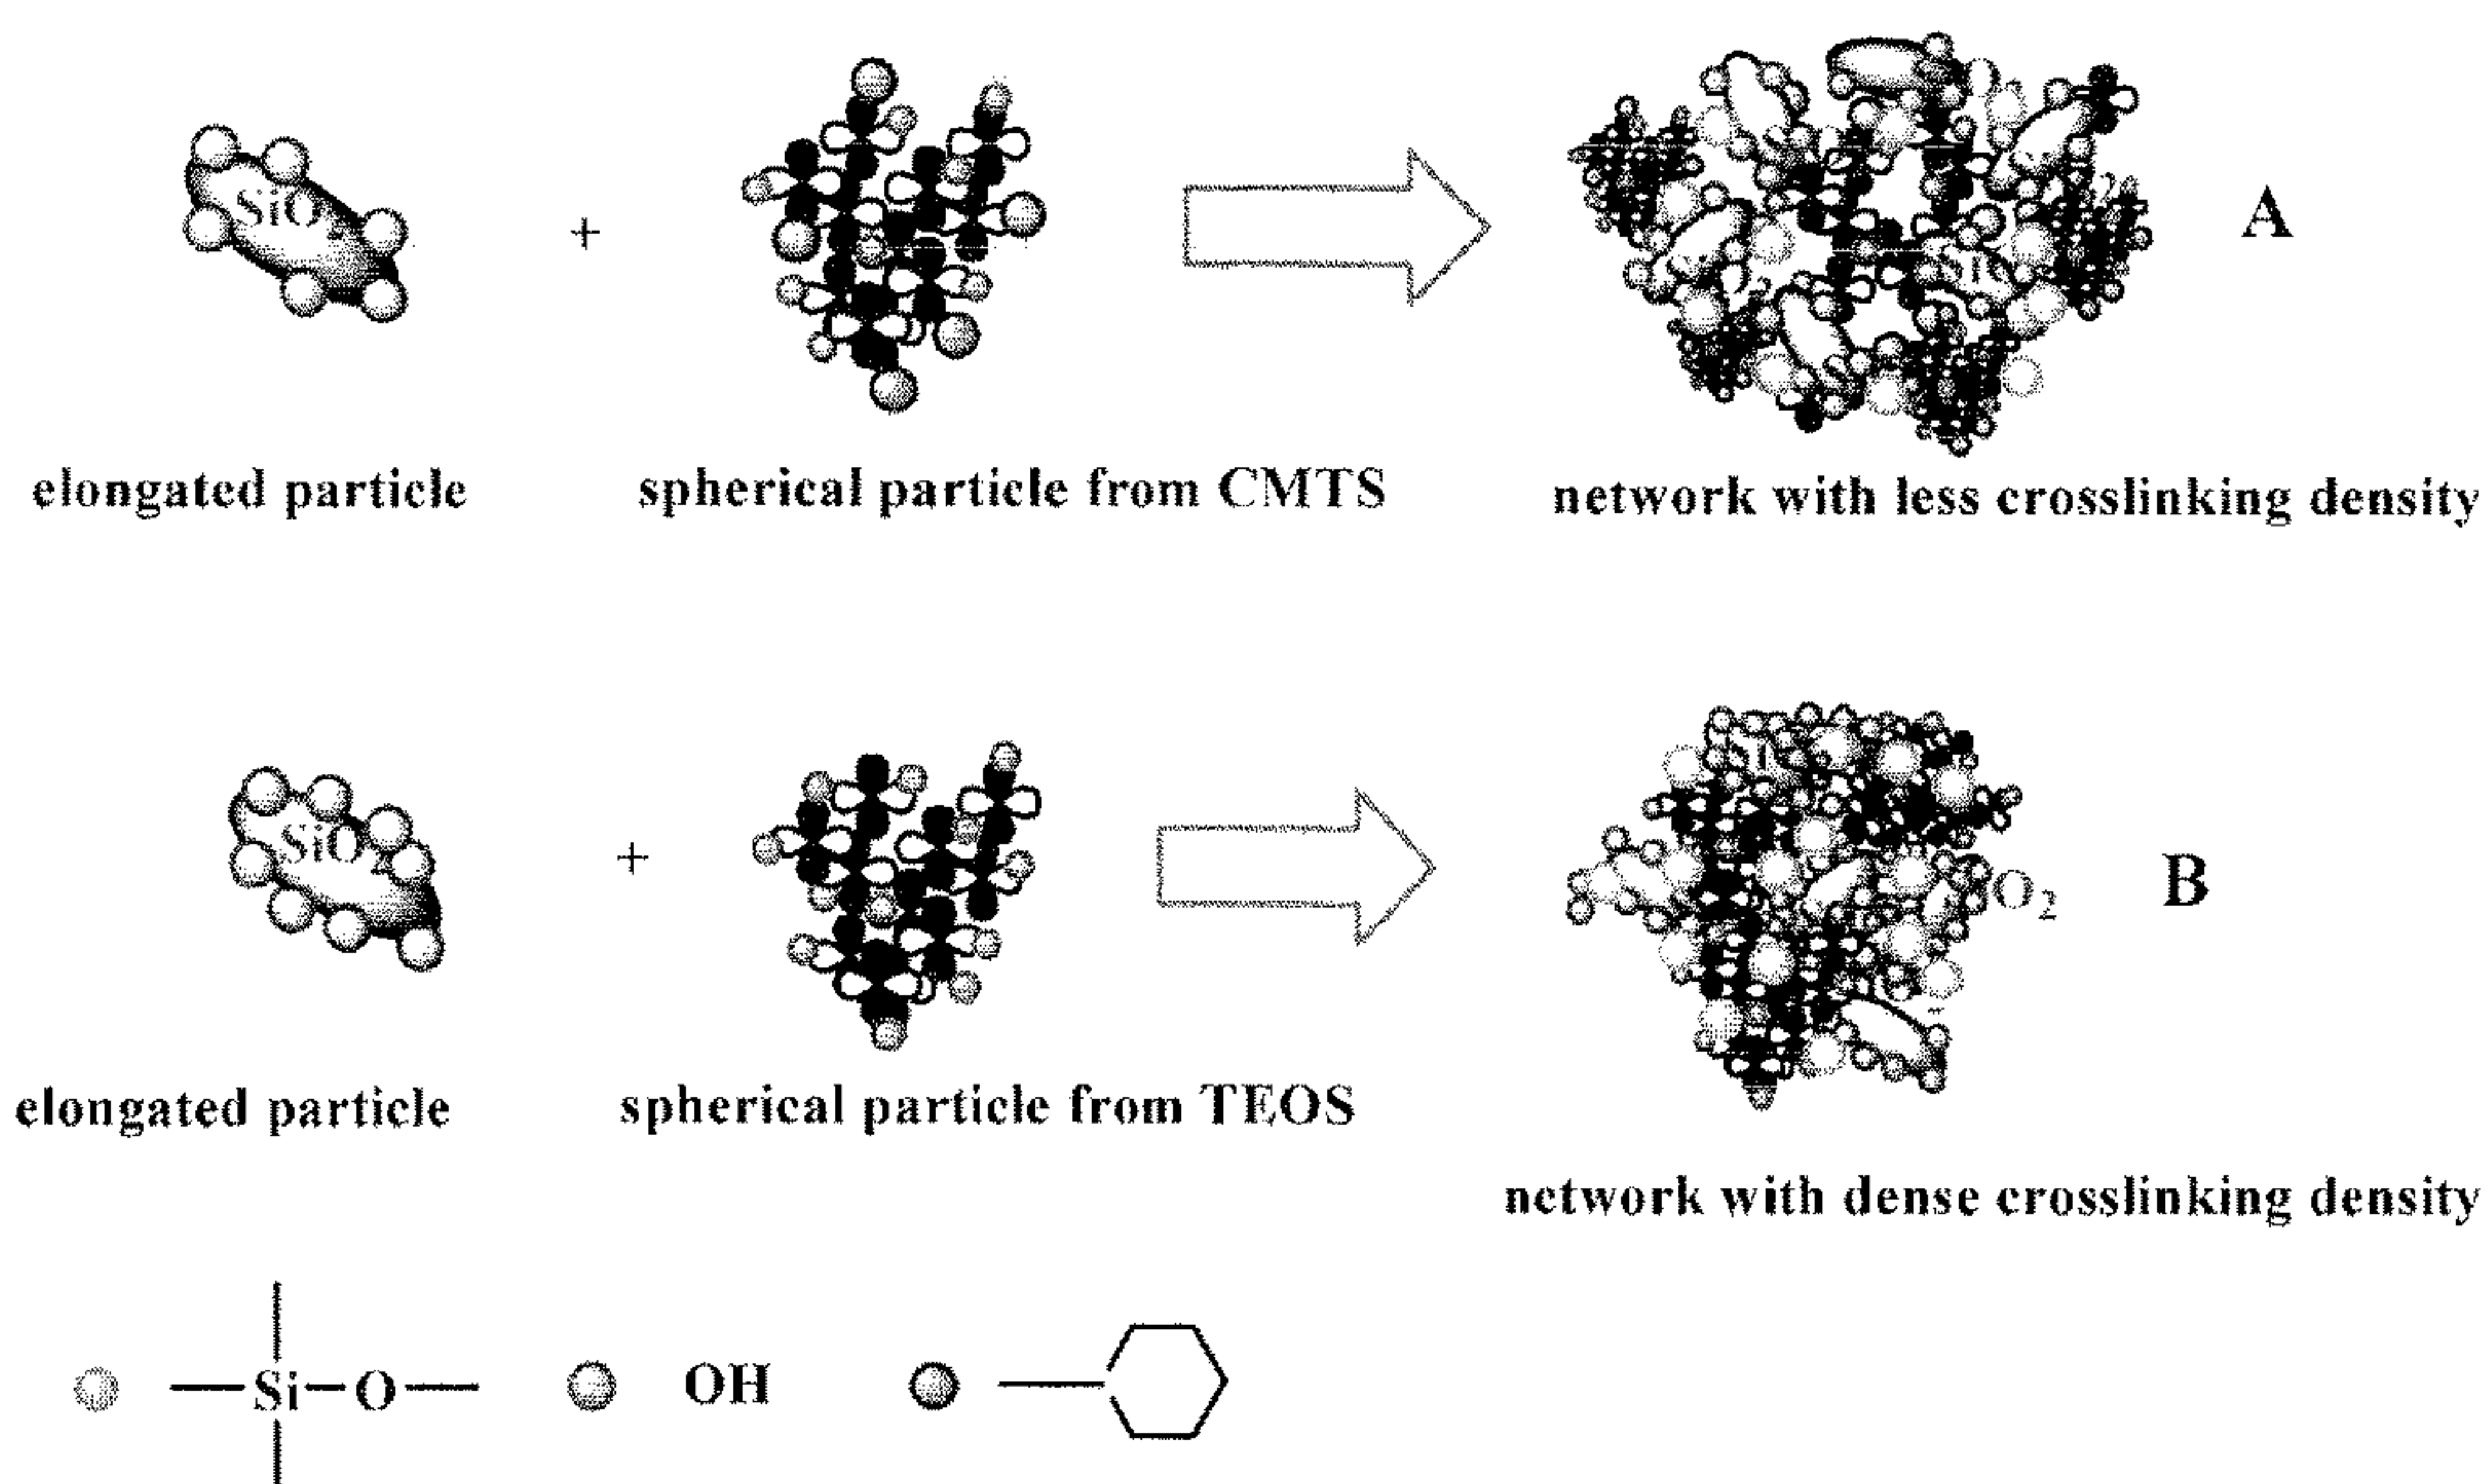 SiO2
+
A
elongated particle
spherical particle from CMTS
network with less crosslinking density
SiO2
+
O2
B
elongated particle
spherical particle from TEOS
network with dense crosslinking density
Si O
OH